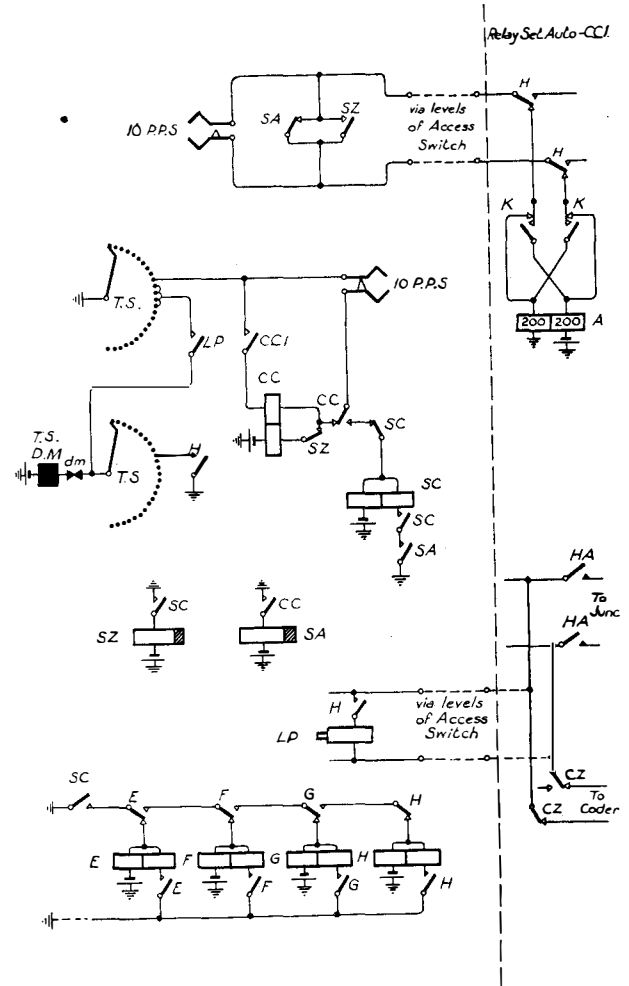 Relay Set Auto-CCI.
H
10 P.P.S
SA
SZ
via levels
of Access
Switch
H
K
K
10 P.P.S
T.S.
200
200
A
LP
CCI
CC
CC
SC
T.S.
D.M
dm
T.S
H
SZ
SC
SC
SA
HA
To
Junc
SC
CC
SZ
SA
HA
H
via levels
of Access
Switch
LP
CZ
To
Coder
CZ
SC
E
F
G
H
E
F
G
H
E
F
G
H